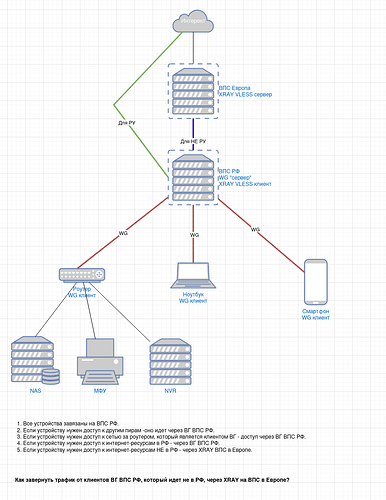 Интернет
ВПС Европа
XRAY VLESS сервер
Для РУ
Для НЕ РУ
ВПС РФ
WG "сервер"
XRAY VLESS клиент
WG
WG
WG
Роутер
WG клиент
Ноутбук
WG клиент
Смартфон
WG клиент
NAS
МФУ
NVR
1. Все устройства завязаны на ВПС РФ.
2. Если устройству нужен доступ к другим пирам -оно идет через ВГ ВПС РФ.
3. Если устройству нужен доступ к сетью за роутером, который является клиентом ВГ - доступ через ВГ ВПС РФ.
4. Если устройству нужен доступ к интернет-ресурсам в РФ - через ВГ ВПС РФ.
5. Если устройству нужен доступ к интернет-ресурсам НЕ в РФ - через XRAY ВПС в Европе.
Как завернуть трафик от клиентов ВГ ВПС РФ, который идет не в РФ, через XRAY на ВПС в Европе?